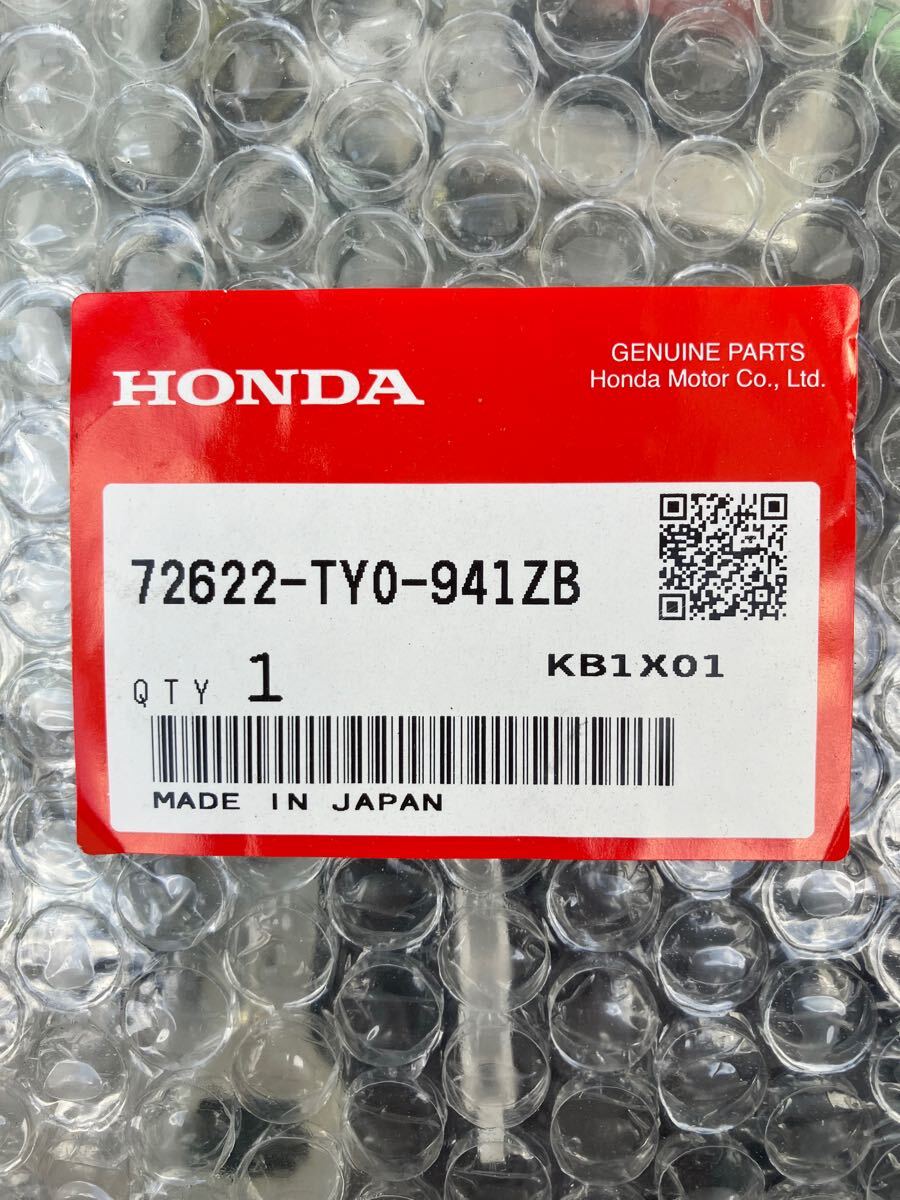 HONDA
GENUINE PARTS
Honda Motor Co., Ltd.
72622-TY0-941ZB
QTY 1
KB1X01
MADE IN JAPAN